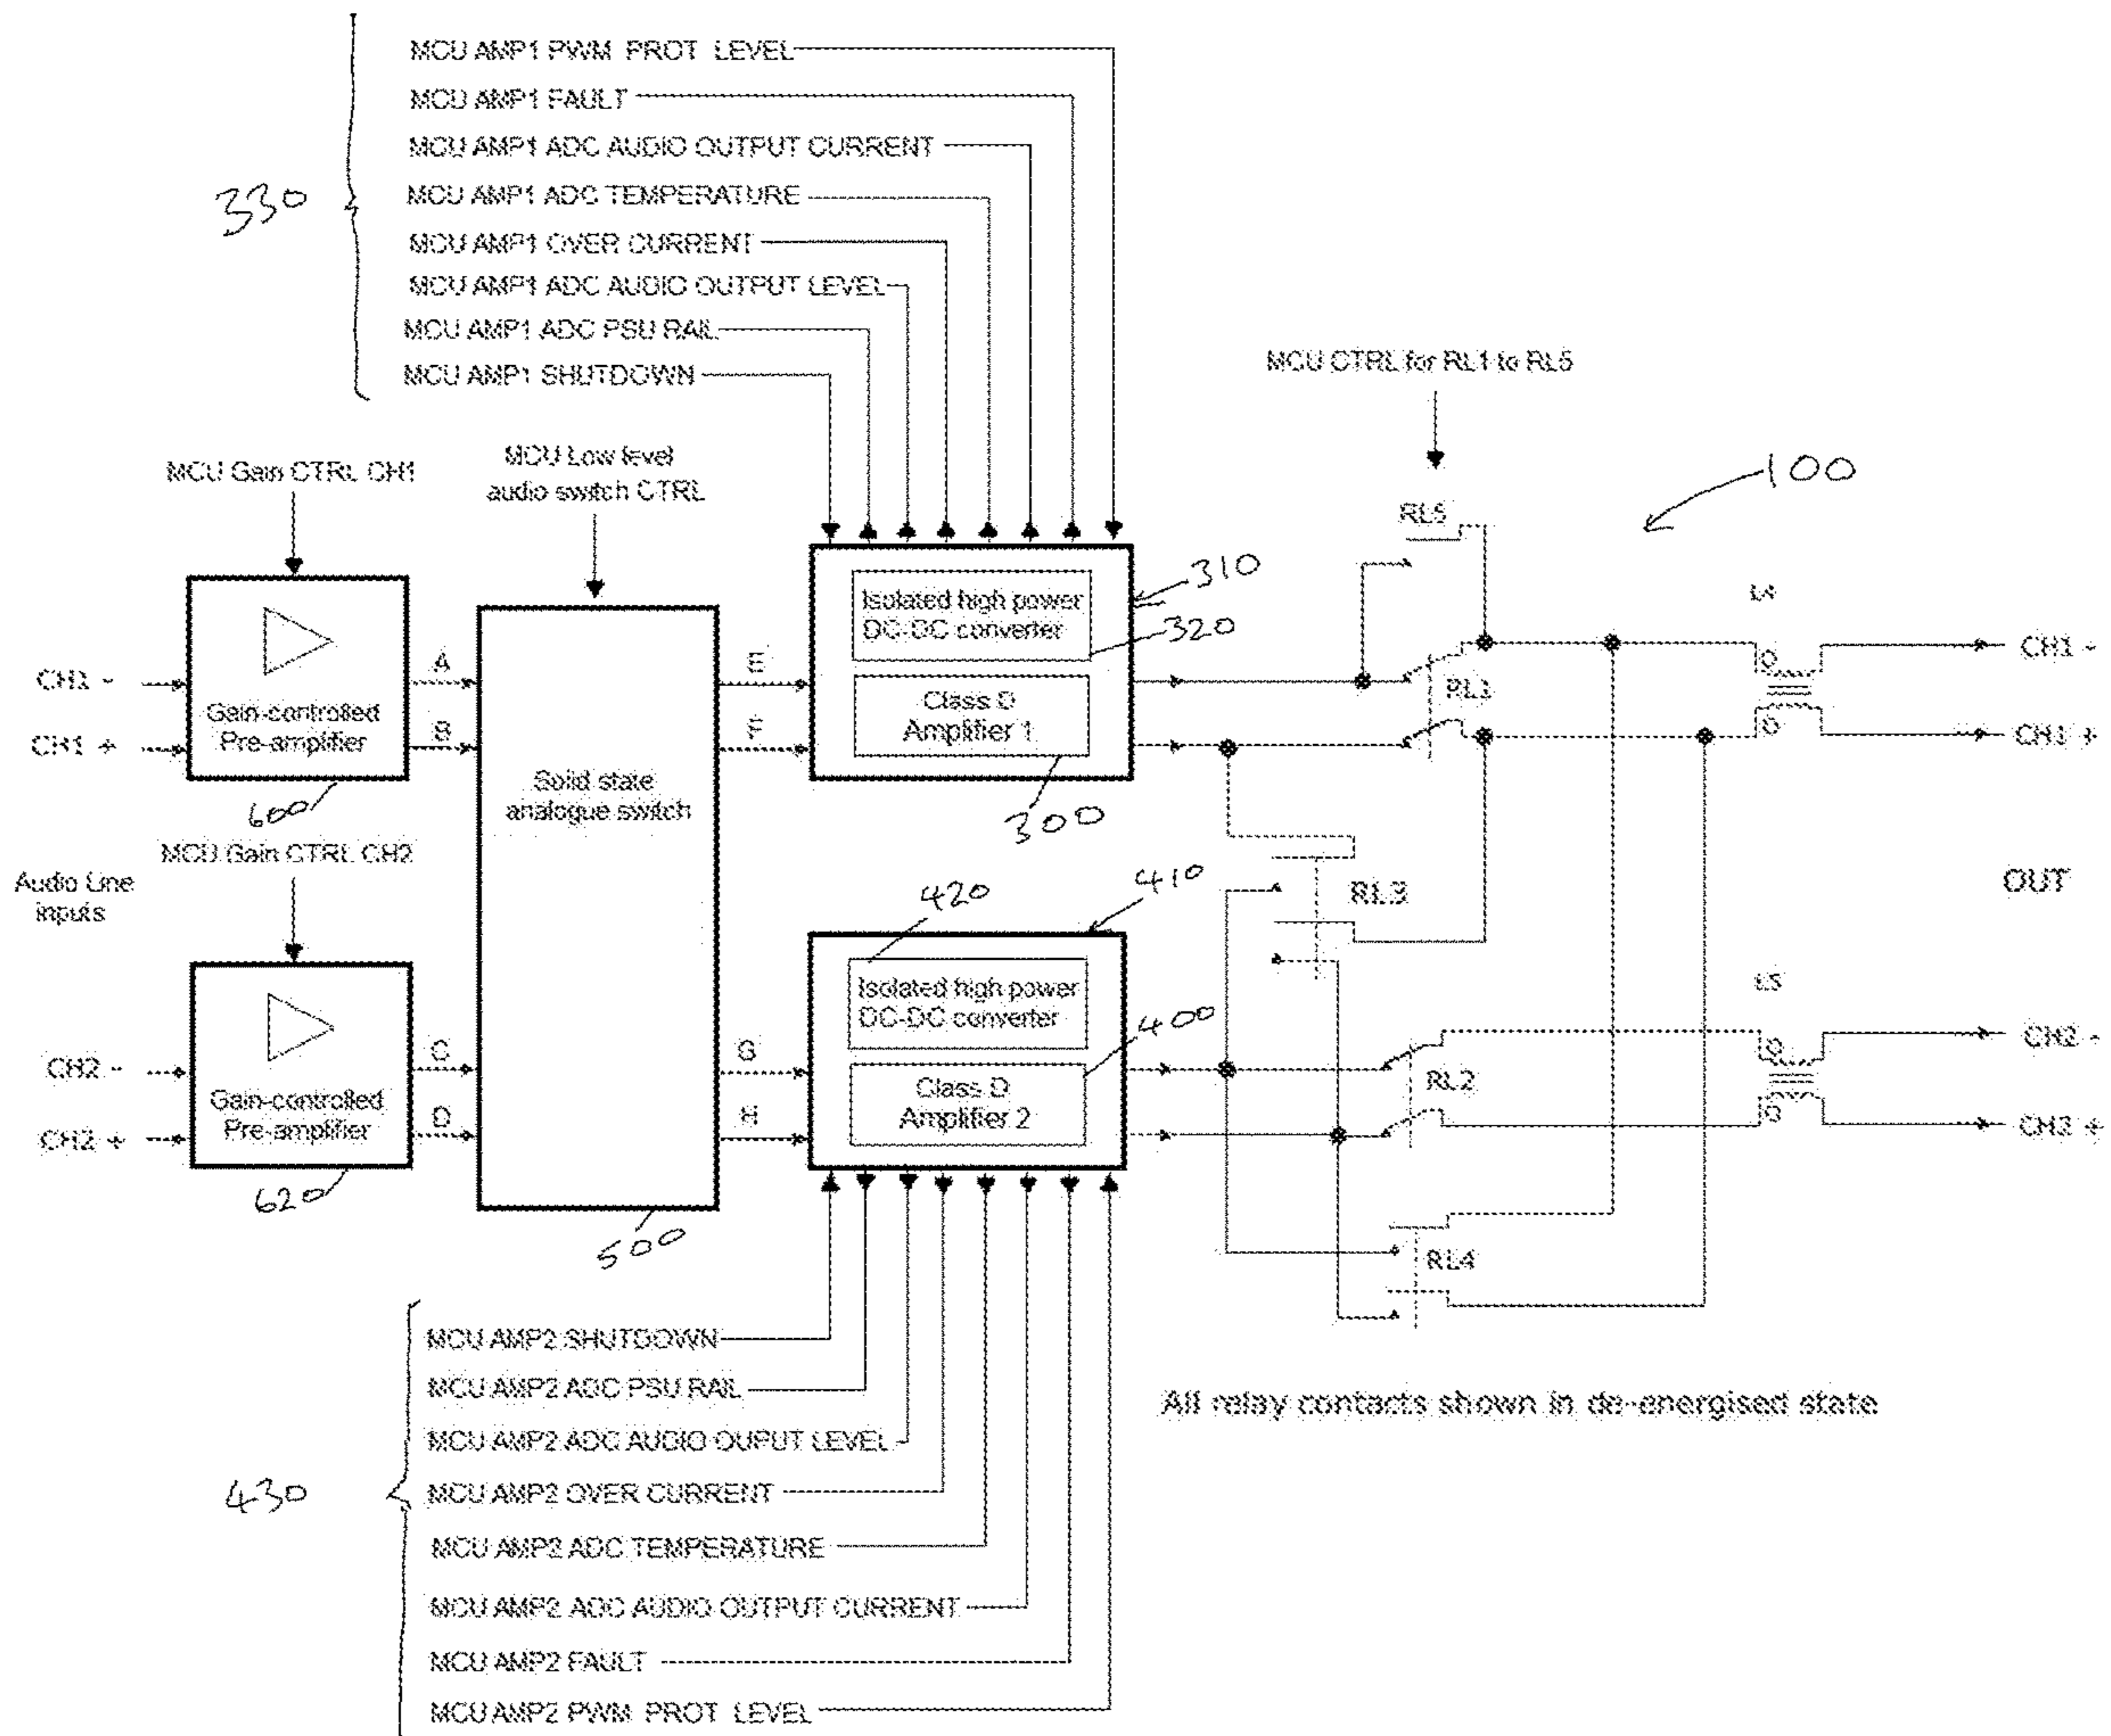 MCU AMP1 PWM PROT LEVEL
MCU AMP1 FAULT
MCU AMP1 ADC AUDIO OUTPUT CURRENT
MCU AMP1 ADC TEMPERATURE
MCU AMP1 OVER CURRENT
MCU AMP1 ADC AUDIO OUTPUT LEVEL
MCU AMP1 ADC PSU RAIL
MCU AMP1 SHUTDOWN
330
MCU CTRL for RL1 to RL5
MCU Gain CTRL CH1
MCU Low level
audio switch CTRL
100
RL5
310
Isolated high power
DC-DC converter
320
L4
CH1 -
CH1 +
Gain-controlled
Pre-amplifier
A
B
E
F
Class D
Amplifier 1
RL1
CH1 -
CH1 +
600
Solid state
analogue switch
300
MCU Gain CTRL CH2
Audio Line
inputs
420
410
RL3
OUT
Isolated high power
DC-DC converter
400
L5
CH2 -
CH2 +
Gain-controlled
Pre-amplifier
C
D
G
H
Class D
Amplifier 2
RL2
CH2 -
CH2 +
620
500
RL4
MCU AMP2 SHUTDOWN
MCU AMP2 ADC PSU RAIL
MCU AMP2 ADC AUDIO OUPUT LEVEL
MCU AMP2 OVER CURRENT
MCU AMP2 ADC TEMPERATURE
MCU AMP2 ADC AUDIO OUTPUT CURRENT
MCU AMP2 FAULT
MCU AMP2 PWM PROT LEVEL
430
All relay contacts shown in de-energised state